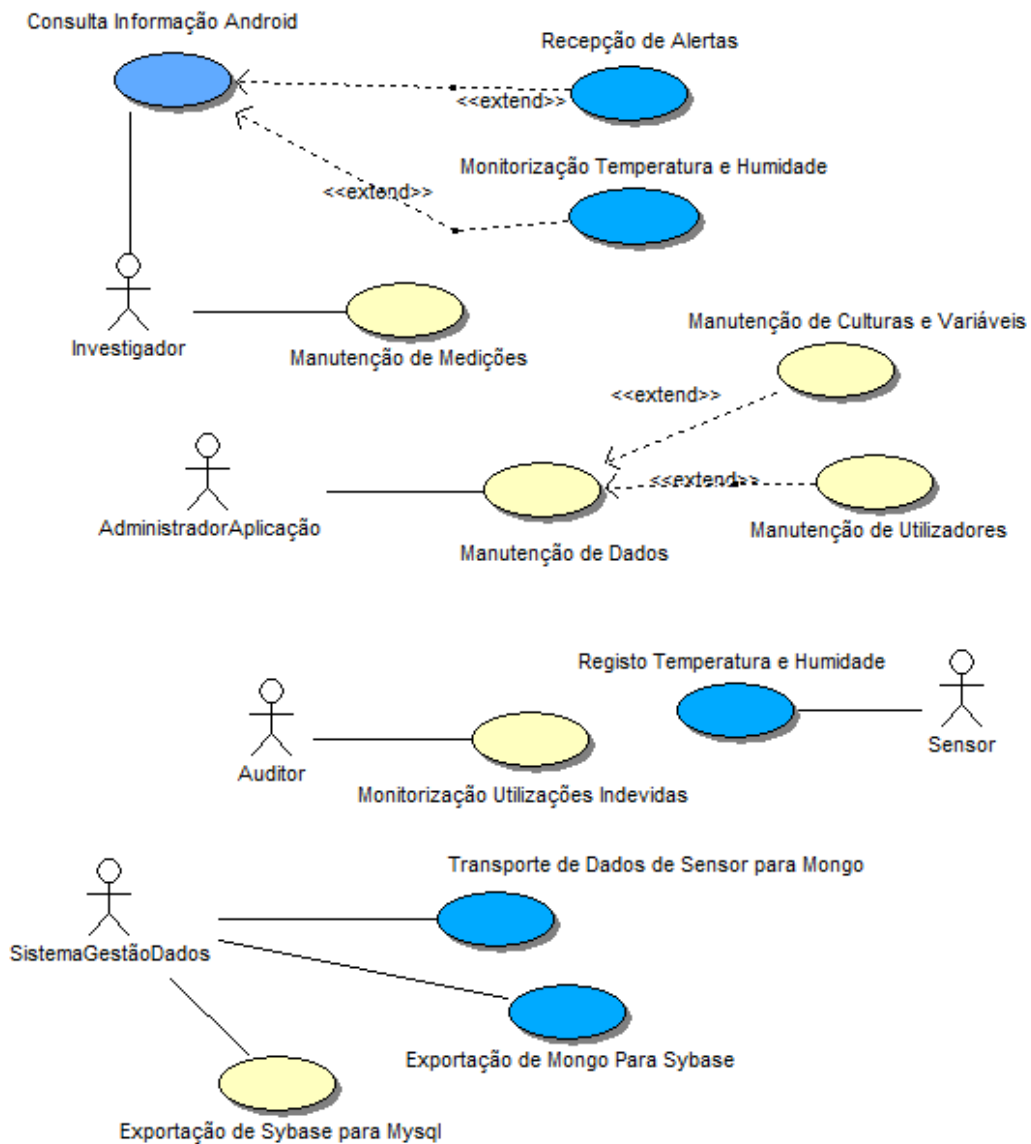 Consulta Informação Android
Recepção de Alertas
<<extend>>
Monitorização Temperatura e Humidade
<<extend>>
Investigador
Manutenção de Medições
Manutenção de Culturas e Variáveis
<<extend>>
AdministradorAplicação
<<extend>>
Manutenção de Dados
Manutenção de Utilizadores
Registo Temperatura e Humidade
Sensor
Auditor
Monitorização Utilizações Indevidas
Transporte de Dados de Sensor para Mongo
SistemaGestãoDados
Exportação de Mongo Para Sybase
Exportação de Sybase para Mysql